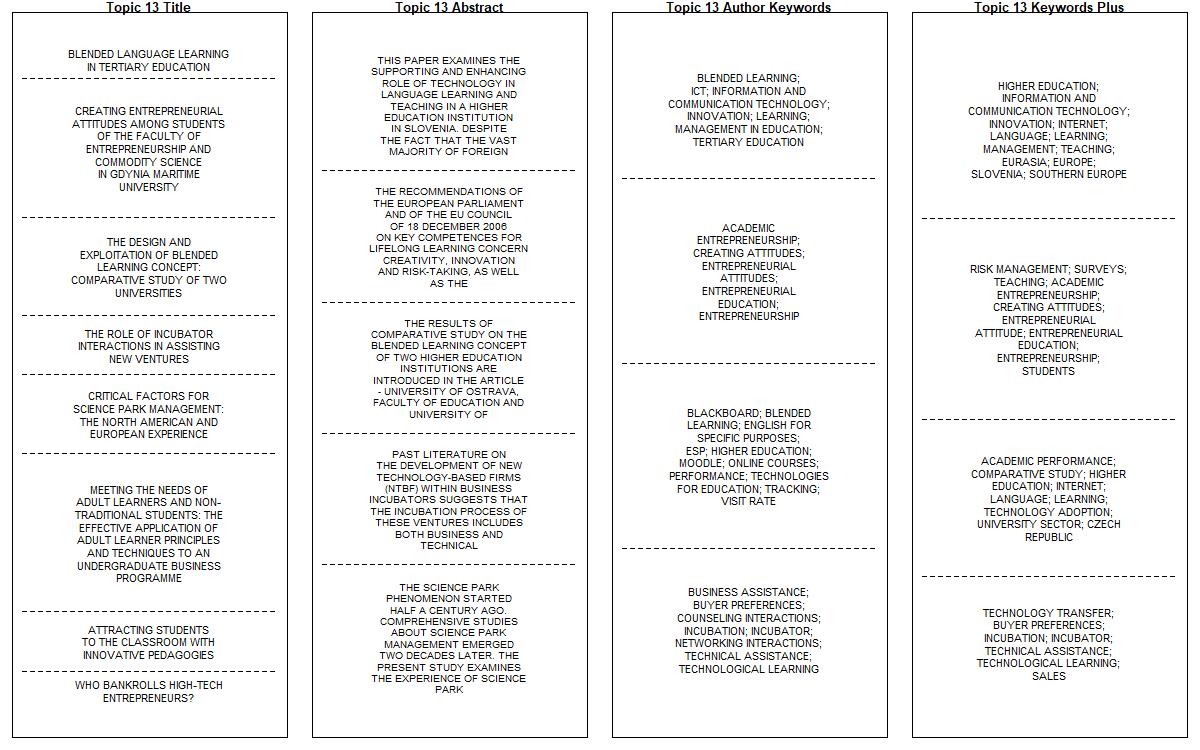 Topic 13 Title
BLENDED LANGUAGE LEARNING
IN TERTIARY EDUCATION
CREATING ENTREPRENEURIAL
ATTITUDES AMONG STUDENTS
OF THE FACULTY OF
ENTREPRENEURSHIP AND
COMMODITY SCIENCE
IN GDYNIA MARITIME
UNIVERSITY
THE DESIGN AND
EXPLOITATION OF BLENDED
LEARNING CONCEPT:
COMPARATIVE STUDY OF TWO
UNIVERSITIES
THE ROLE OF INCUBATOR
INTERACTIONS IN ASSISTING
NEW VENTURES
CRITICAL FACTORS FOR
SCIENCE PARK MANAGEMENT:
THE NORTH AMERICAN AND
EUROPEAN EXPERIENCE
MEETING THE NEEDS OF
ADULT LEARNERS AND NON-
TRADITIONAL STUDENTS: THE
EFFECTIVE APPLICATION OF
ADULT LEARNER PRINCIPLES
AND TECHNIQUES TO AN
UNDERGRADUATE BUSINESS
PROGRAMME
ATTRACTING STUDENTS
TO THE CLASSROOM WITH
INNOVATIVE PEDAGOGIES
WHO BANKROLLS HIGH-TECH
ENTREPRENEURS?
Topic 13 Abstract
THIS PAPER EXAMINES THE
SUPPORTING AND ENHANCING
ROLE OF TECHNOLOGY IN
LANGUAGE LEARNING AND
TEACHING IN A HIGHER
EDUCATION INSTITUTION
IN SLOVENIA. DESPITE
THE FACT THAT THE VAST
MAJORITY OF FOREIGN
THE RECOMMENDATIONS OF
THE EUROPEAN PARLIAMENT
AND OF THE EU COUNCIL
OF 18 DECEMBER 2006
ON KEY COMPETENCES FOR
LIFELONG LEARNING CONCERN
CREATIVITY, INNOVATION
AND RISK-TAKING, AS WELL
AS THE
THE RESULTS OF
COMPARATIVE STUDY ON THE
BLENDED LEARNING CONCEPT
OF TWO HIGHER EDUCATION
INSTITUTIONS ARE
INTRODUCED IN THE ARTICLE
- UNIVERSITY OF OSTRAVA,
FACULTY OF EDUCATION AND
UNIVERSITY OF
PAST LITERATURE ON
THE DEVELOPMENT OF NEW
TECHNOLOGY-BASED FIRMS
(NTBF) WITHIN BUSINESS
INCUBATORS SUGGESTS THAT
THE INCUBATION PROCESS OF
THESE VENTURES INCLUDES
BOTH BUSINESS AND
TECHNICAL
THE SCIENCE PARK
PHENOMENON STARTED
HALF A CENTURY AGO.
COMPREHENSIVE STUDIES
ABOUT SCIENCE PARK
MANAGEMENT EMERGED
TWO DECADES LATER. THE
PRESENT STUDY EXAMINES
THE EXPERIENCE OF SCIENCE
PARK
Topic 13 Author Keywords
BLENDED LEARNING;
ICT; INFORMATION AND
COMMUNICATION TECHNOLOGY;
INNOVATION; LEARNING;
MANAGEMENT IN EDUCATION;
TERTIARY EDUCATION
ACADEMIC
ENTREPRENEURSHIP;
CREATING ATTITUDES;
ENTREPRENEURIAL
ATTITUDES;
ENTREPRENEURIAL
EDUCATION;
ENTREPRENEURSHIP
BLACKBOARD; BLENDED
LEARNING; ENGLISH FOR
SPECIFIC PURPOSES;
ESP; HIGHER EDUCATION;
MOODLE; ONLINE COURSES;
PERFORMANCE; TECHNOLOGIES
FOR EDUCATION; TRACKING;
VISIT RATE
BUSINESS ASSISTANCE;
BUYER PREFERENCES;
COUNSELING INTERACTIONS;
INCUBATION; INCUBATOR;
NETWORKING INTERACTIONS;
TECHNICAL ASSISTANCE;
TECHNOLOGICAL LEARNING
Topic 13 Keywords Plus
HIGHER EDUCATION;
INFORMATION AND
COMMUNICATION TECHNOLOGY;
INNOVATION; INTERNET;
LANGUAGE; LEARNING;
MANAGEMENT; TEACHING;
EURASIA; EUROPE;
SLOVENIA; SOUTHERN EUROPE
RISK MANAGEMENT; SURVEYS;
TEACHING; ACADEMIC
ENTREPRENEURSHIP;
CREATING ATTITUDES;
ENTREPRENEURIAL
ATTITUDE; ENTREPRENEURIAL
EDUCATION;
ENTREPRENEURSHIP;
STUDENTS
ACADEMIC PERFORMANCE;
COMPARATIVE STUDY; HIGHER
EDUCATION; INTERNET;
LANGUAGE; LEARNING;
TECHNOLOGY ADOPTION;
UNIVERSITY SECTOR; CZECH
REPUBLIC
TECHNOLOGY TRANSFER;
BUYER PREFERENCES;
INCUBATION; INCUBATOR;
TECHNICAL ASSISTANCE;
TECHNOLOGICAL LEARNING;
SALES